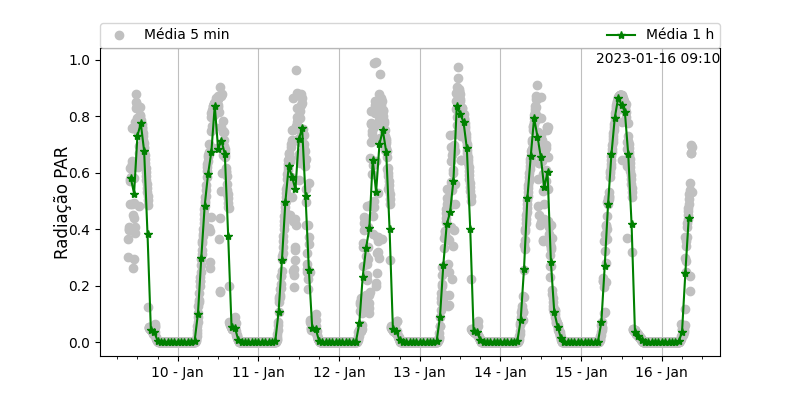 Média 5 min
Média 1 h
2023-01-16 09:10
Radiação PAR
1.0
0.8
0.6
0.4
0.2
0.0
10 - Jan
11 - Jan
12 - Jan
13 - Jan
14 - Jan
15 - Jan
16 - Jan